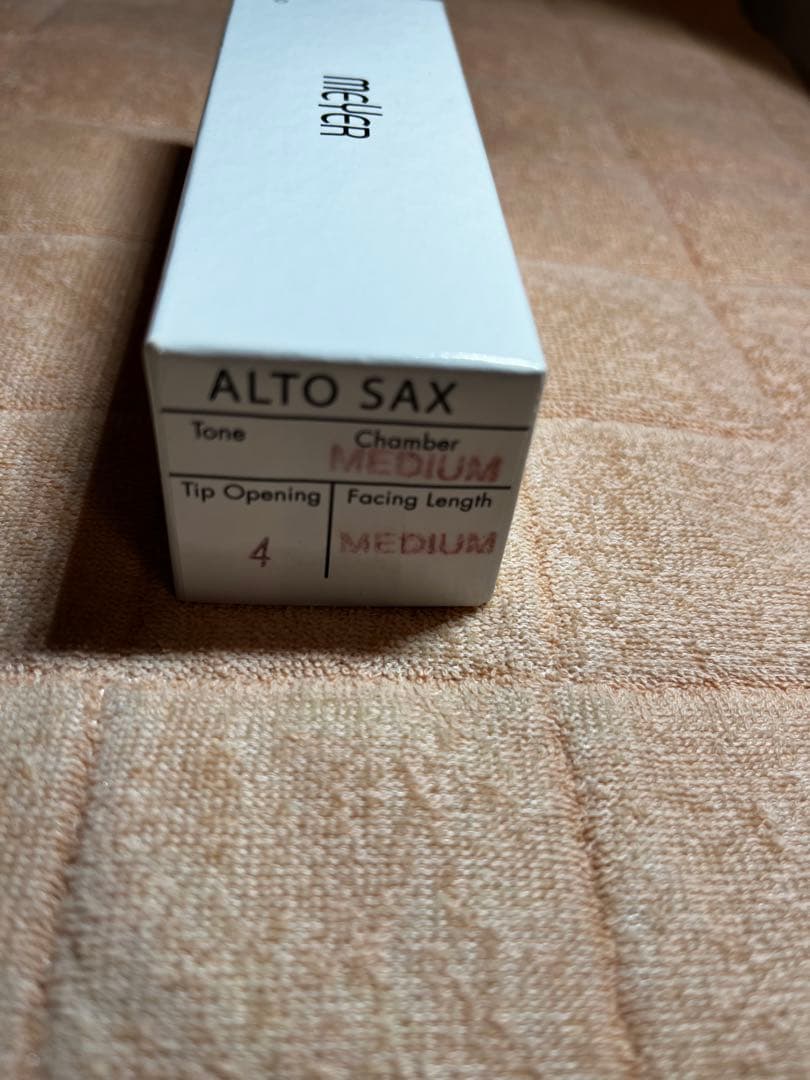 MEYER
ALTO SAX
Tone Chamber
MEDIUM
Tip Opening Facing Length
4 MEDIUM